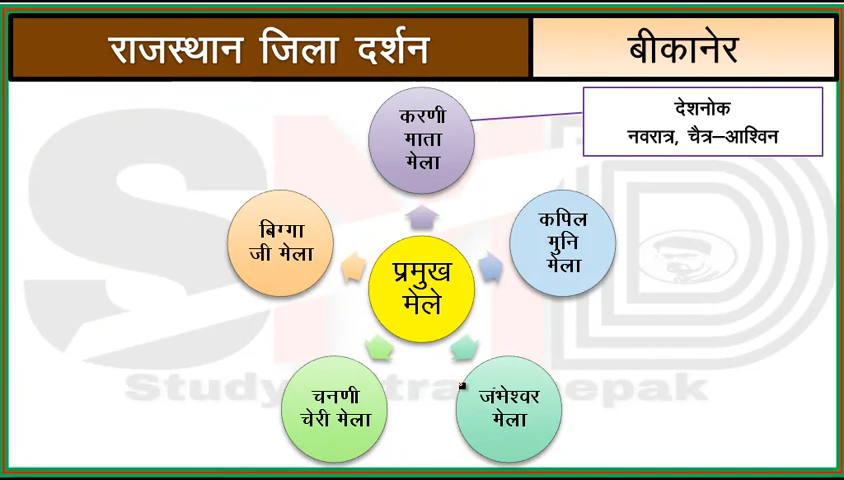 राजस्थान जिला दर्शन
बीकानेर
करणी
माता
मेला
देशनोक
नवरात्र, चैत्र–आश्विन
बिग्गा
जी मेला
कपिल
मुनि
मेला
प्रमुख
मेले
चनणी
चेरी मेला
जंभेश्वर
मेला